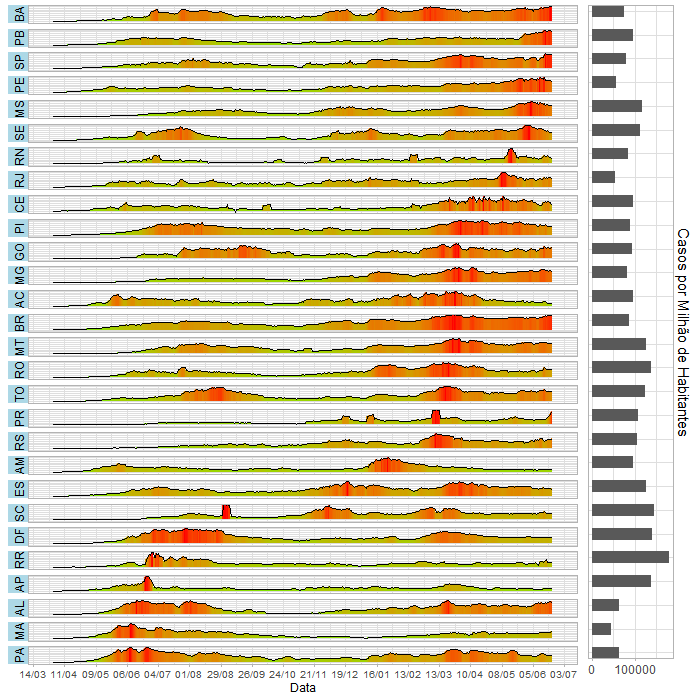 BA
PB
SP
PE
MS
SE
RN
RJ
CE
PI
GO
MG
AC
BR
MT
RO
TO
PR
RS
AM
ES
SC
DF
RR
AP
AL
MA
PA
14/03 11/04 09/05 06/06 04/07 01/08 29/08 26/09 24/10 21/11 19/12 16/01 13/02 13/03 10/04 08/05 05/06 03/07
Data
0 100000
Casos por Milhão de Habitantes